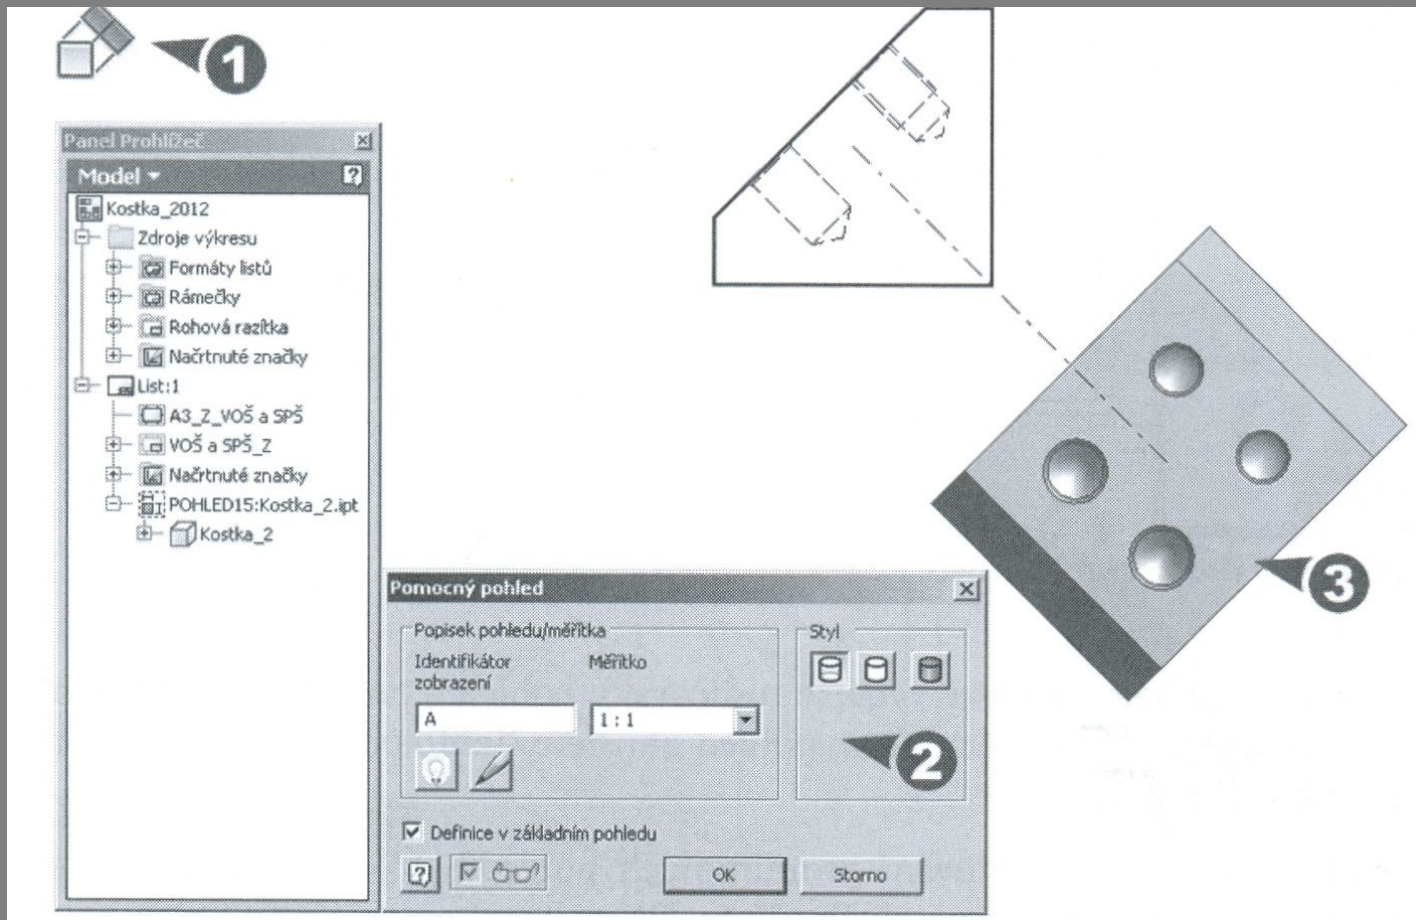 1
Panel Prohlížeč
Model
Kostka_2012
Zdroje výkresu
Formáty listů
Rámečky
Rohová razítka
Načrtnuté značky
List:1
A3_Z_VOŠ a SPŠ
VOŠ a SPŠ_Z
Načrtnuté značky
POHLED15:Kostka_2.ipt
Kostka_2
Pomocný pohled
Popisek pohledu/měřítka
Styl
Identifikátor
zobrazení
Měřítko
A
1 : 1
2
Definice v základním pohledu
OK
Storno
3